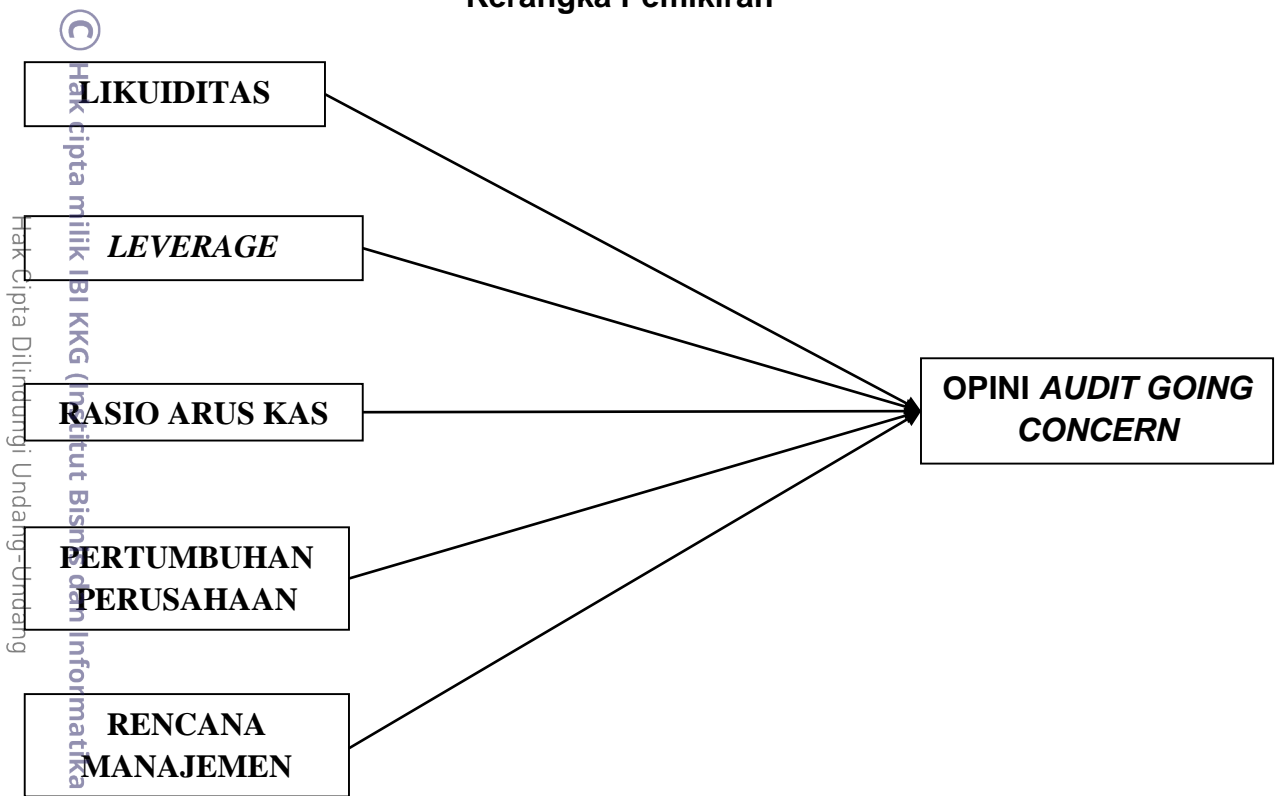 Kerangka Pemikiran
LIKUIDITAS
LEVERAGE
RASIO ARUS KAS
PERTUMBUHAN
PERUSAHAAN
RENCANA
MANAJEMEN
OPINI AUDIT GOING
CONCERN
© Hak cipta milik IBI KKG (Institut Bisnis dan Informatika
Hak Cipta Dilindungi Undang-Undang